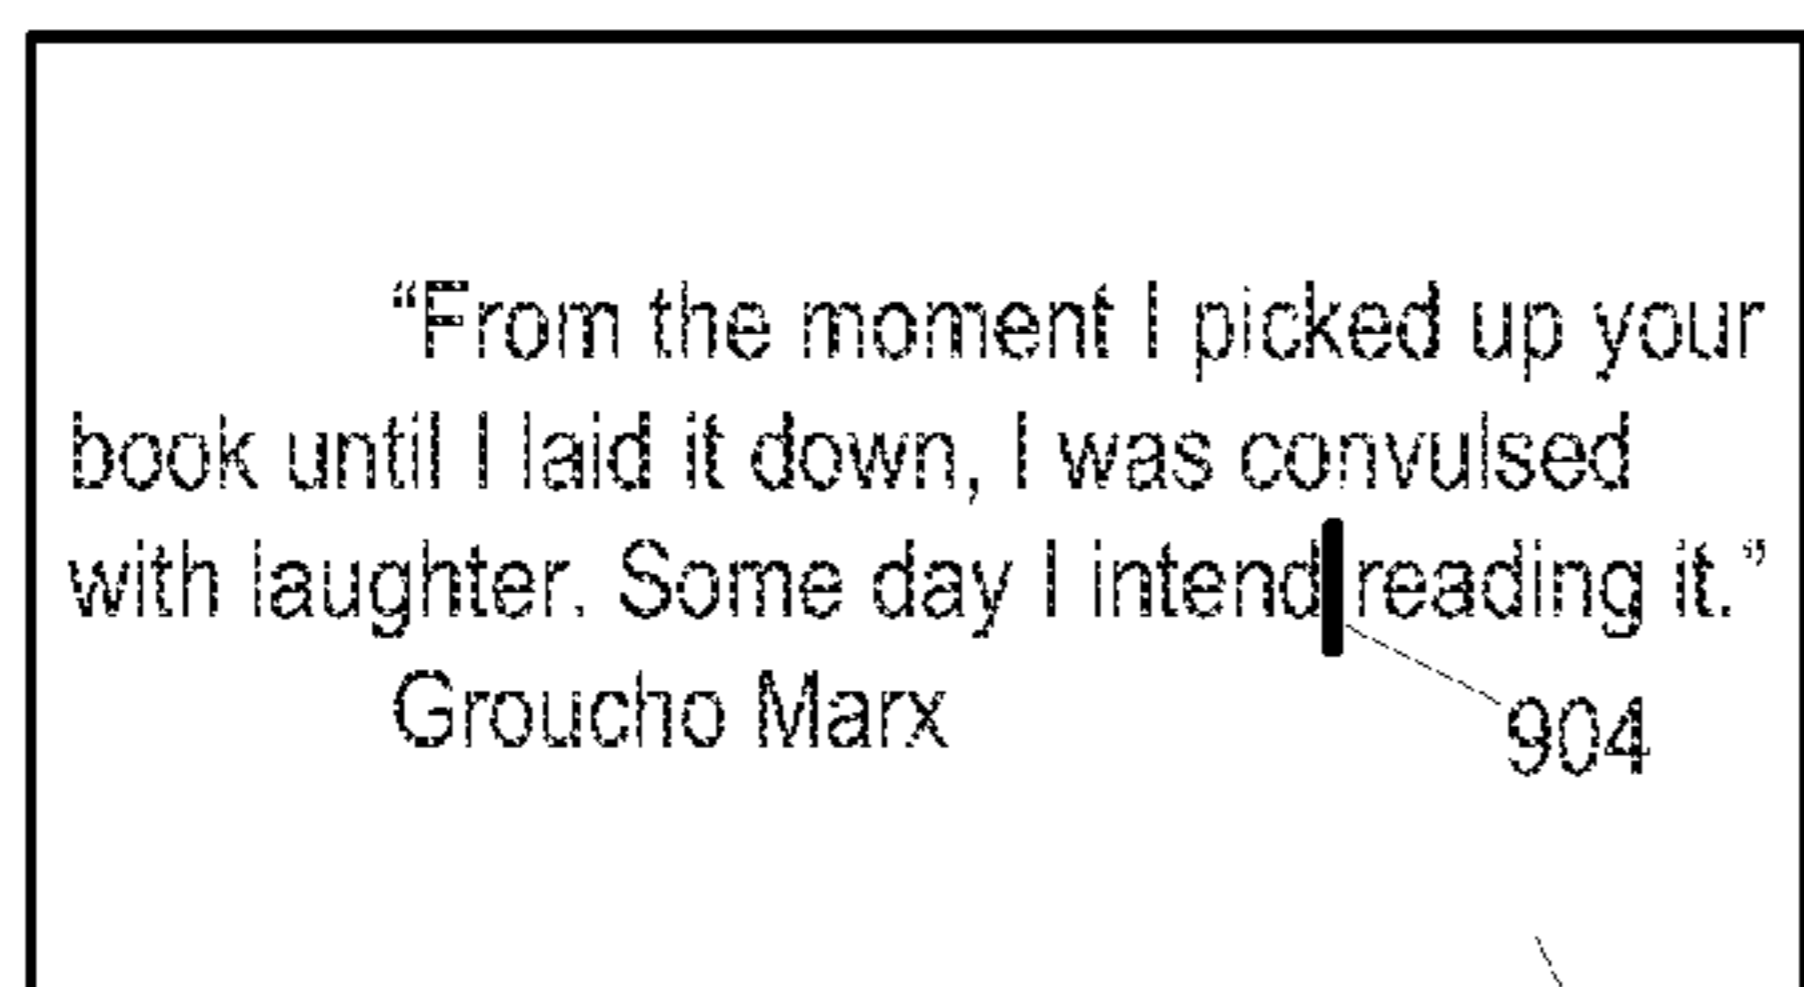 “From the moment I picked up your
book until I laid it down, I was convulsed
with laughter. Some day I intend reading it.”
Groucho Marx
904